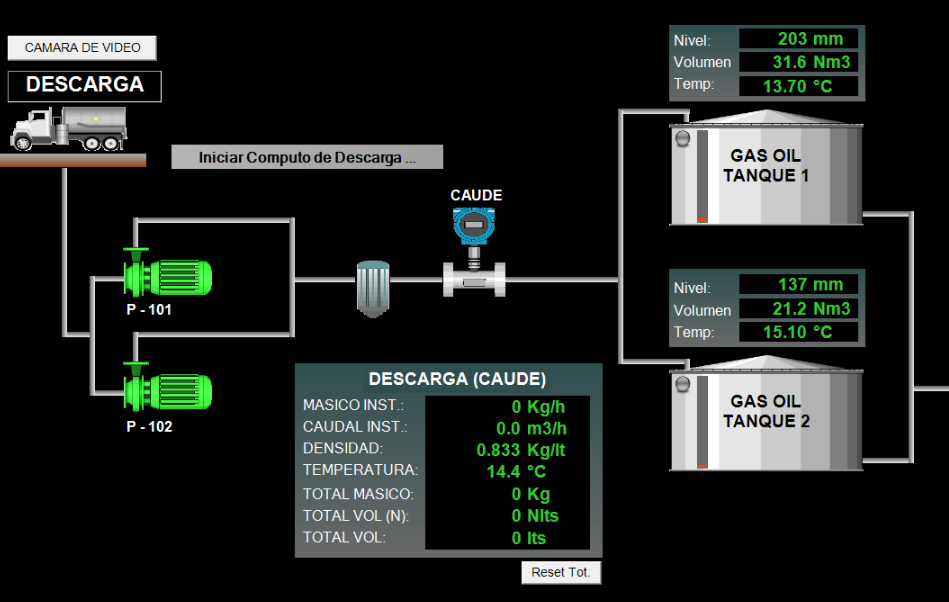 CAMARA DE VIDEO
DESCARGA
Iniciar Computo de Descarga ...
CAUDE
P - 101
P - 102
Nivel: 203 mm
Volumen 31.6 Nm3
Temp: 13.70 °C
GAS OIL
TANQUE 1
Nivel: 137 mm
Volumen 21.2 Nm3
Temp: 15.10 °C
GAS OIL
TANQUE 2
DESCARGA (CAUDE)
MASICO INST.: 0 Kg/h
CAUDAL INST.: 0.0 m3/h
DENSIDAD: 0.833 Kg/lt
TEMPERATURA: 14.4 °C
TOTAL MASICO: 0 Kg
TOTAL VOL (N): 0 Nlts
TOTAL VOL: 0 lts
Reset Tot.